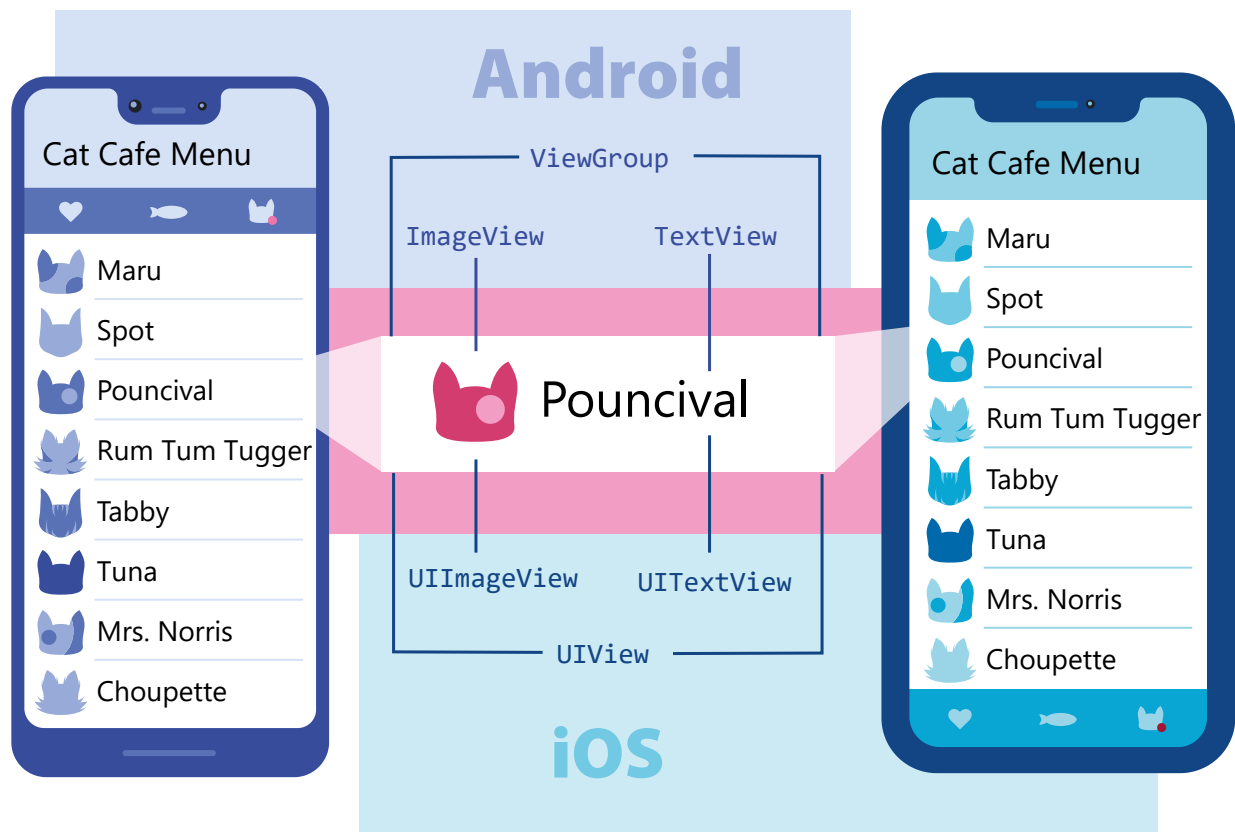 Android
Cat Cafe Menu
Maru
Spot
Pouncival
Rum Tum Tugger
Tabby
Tuna
Mrs. Norris
Choupette
ViewGroup
ImageView
TextView
Pouncival
UIImageView
UITextView
UIView
iOS
Cat Cafe Menu
Maru
Spot
Pouncival
Rum Tum Tugger
Tabby
Tuna
Mrs. Norris
Choupette